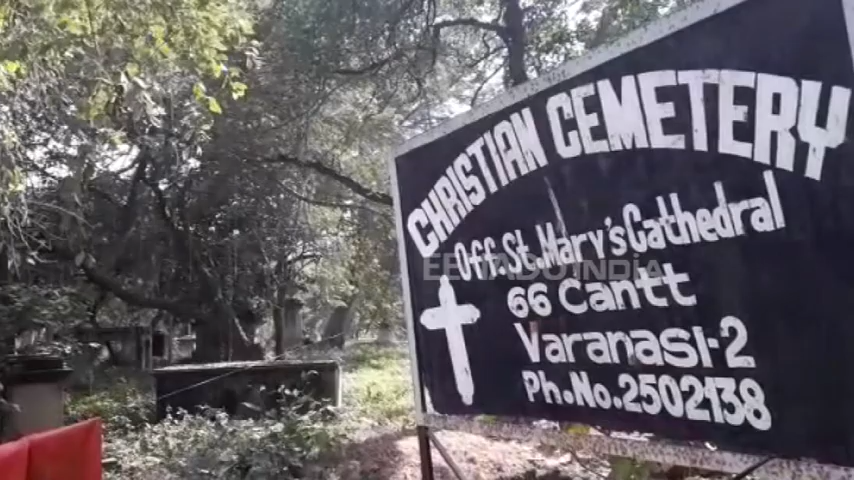 CHRISTIAN CEMETERY
Off. St. Mary's Cathedral
66 Cantt
Varanasi-2
Ph.No. 2502138